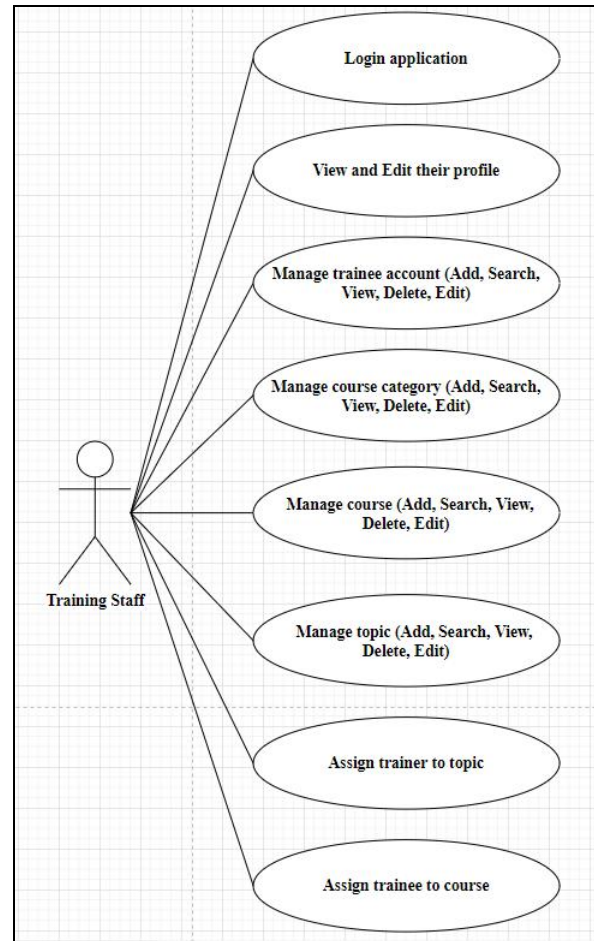 Login application
View and Edit their profile
Manage trainee account (Add, Search,
View, Delete, Edit)
Manage course category (Add, Search,
View, Delete, Edit)
Manage course (Add, Search, View,
Delete, Edit)
Training Staff
Manage topic (Add, Search, View,
Delete, Edit)
Assign trainer to topic
Assign trainee to course